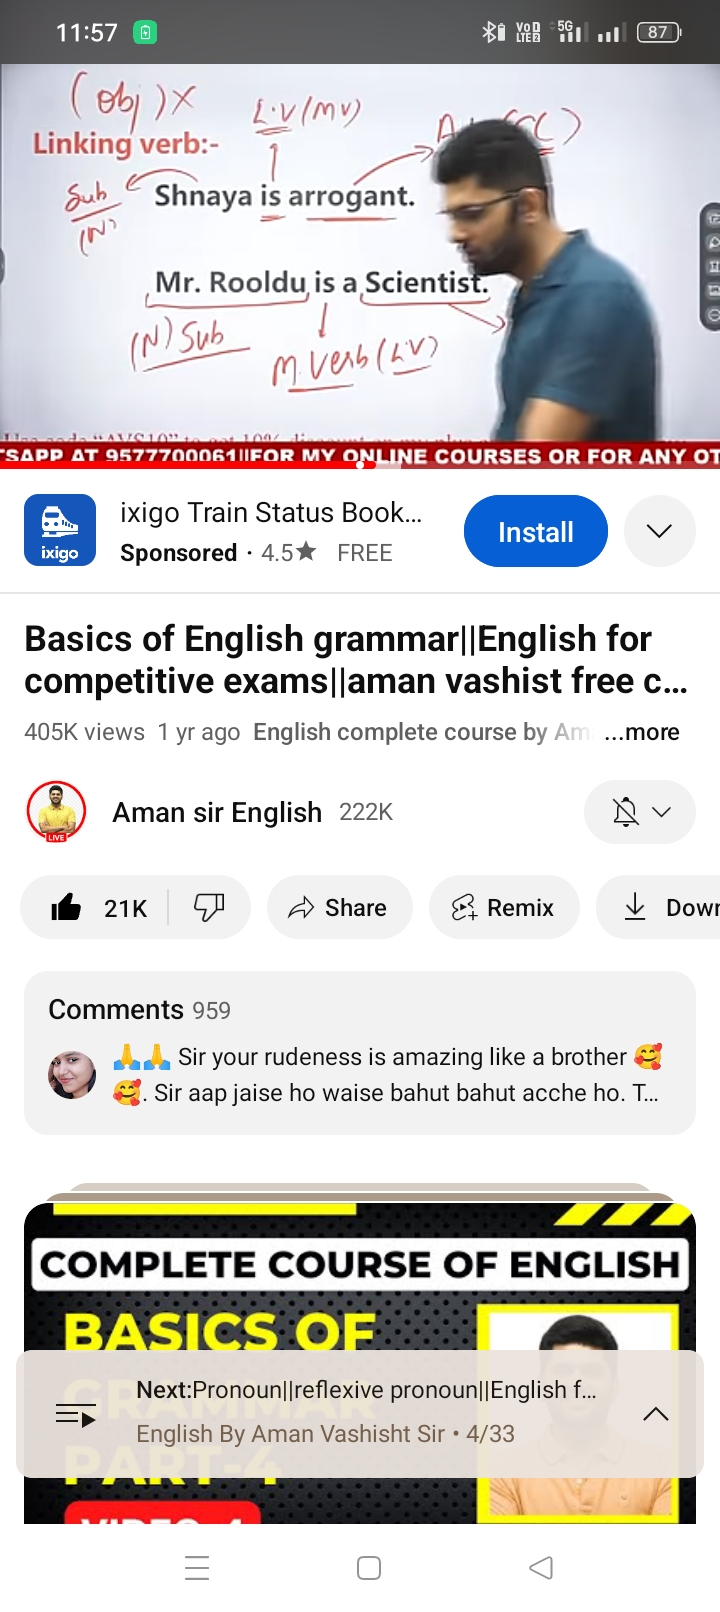 11:57
VoD LTE2 5G 87
(obj)X
L.V (MV)
Linking verb:-
Sub
(N)
Shnaya is arrogant.
Mr. Rooldu is a Scientist.
(N) Sub
M.Verb (L.V)
TSAPP AT 9577700061||FOR MY ONLINE COURSES OR FOR ANY OT
ixigo
ixigo Train Status Book...
Sponsored · 4.5★ FREE
Install
Basics of English grammar||English for
competitive exams||aman vashist free c...
405K views 1 yr ago English complete course by Am ...more
LIVE
Aman sir English 222K
21K Share Remix Down
Comments 959
🙏🙏 Sir your rudeness is amazing like a brother 🥰
🥰. Sir aap jaise ho waise bahut bahut acche ho. T...
COMPLETE COURSE OF ENGLISH
BASICS OF
GRAMMAR
Next:Pronoun||reflexive pronoun||English f...
English By Aman Vashisht Sir • 4/33
PART-4
VIDEO-4